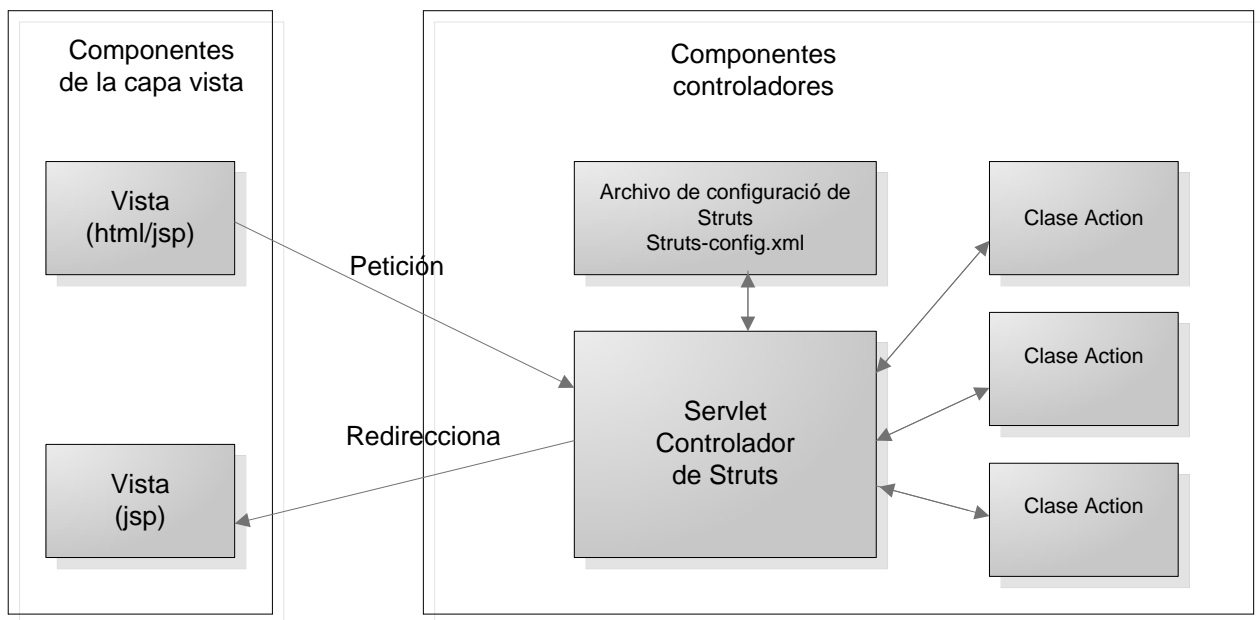 Componentes
de la capa vista
Componentes
controladores
Vista
(html/jsp)
Archivo de configuració de
Struts
Struts-config.xml
Clase Action
Petición
Clase Action
Servlet
Controlador
de Struts
Redirecciona
Vista
(jsp)
Clase Action